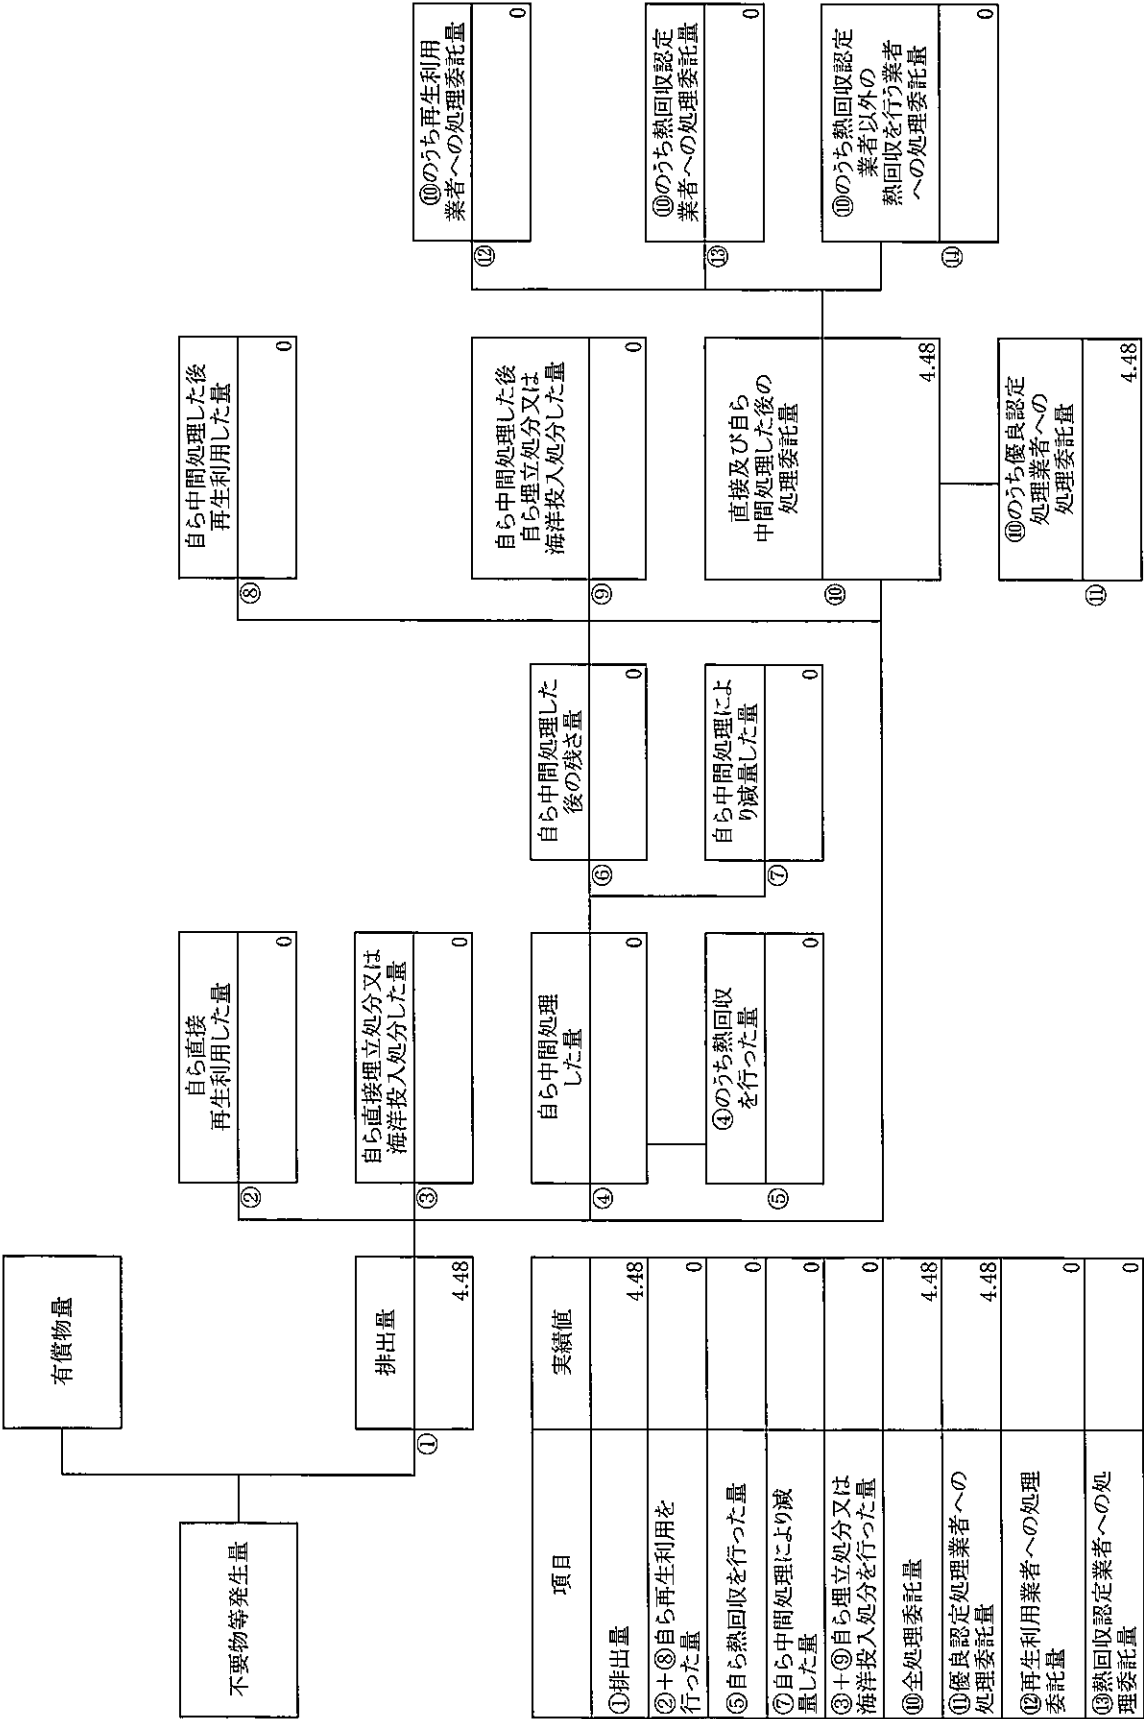 不要物等発生量
有償物量
①
排出量
4.48
②
自ら直接
再生利用した量
0
③
自ら直接埋立処分又は
海洋投入処分した量
0
④
自ら中間処理
した量
0
⑤
④のうち熱回収
を行った量
0
⑥
自ら中間処理した
後の残さ量
0
⑦
自ら中間処理によ
り減量した量
0
⑧
自ら中間処理した後
再生利用した量
0
⑨
自ら中間処理した後
自ら埋立処分又は
海洋投入処分した量
0
⑩
直接及び自ら
中間処理した後の
処理委託量
4.48
⑪
⑩のうち優良認定
処理業者への
処理委託量
4.48
⑫
⑩のうち再生利用
業者への処理委託量
0
⑬
⑩のうち熱回収認定
業者への処理委託量
0
⑭
⑩のうち熱回収認定
業者以外の
熱回収を行う業者
への処理委託量
0
項目 実績値
①排出量 4.48
②+⑧自ら再生利用を
行った量 0
⑤自ら熱回収を行った量 0
⑦自ら中間処理により減
量した量 0
③+⑨自ら埋立処分又は
海洋投入処分を行った量 0
⑩全処理委託量 4.48
⑪優良認定処理業者への
処理委託量 4.48
⑫再生利用業者への処理
委託量 0
⑬熱回収認定業者への処
理委託量 0